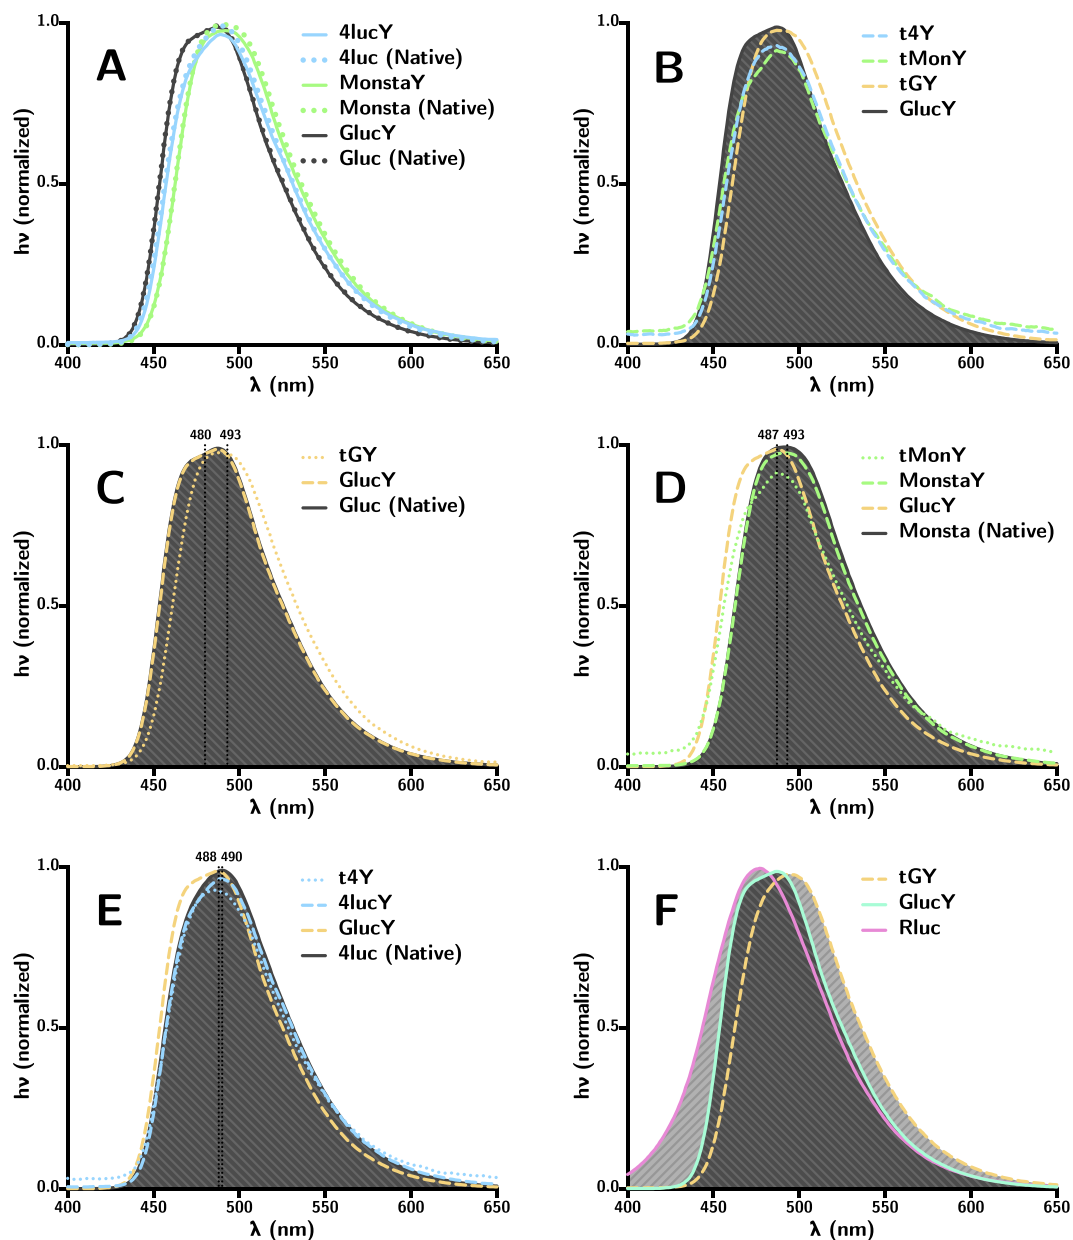 A
hν (normalized)
1.0
0.5
0.0
4lucY
4luc (Native)
MonstaY
Monsta (Native)
GlucY
Gluc (Native)
400 450 500 550 600 650
λ (nm)
B
hν (normalized)
1.0
0.5
0.0
t4Y
tMonY
tGY
GlucY
400 450 500 550 600 650
λ (nm)
C
hν (normalized)
1.0
0.5
0.0
480 493
tGY
GlucY
Gluc (Native)
400 450 500 550 600 650
λ (nm)
D
hν (normalized)
1.0
0.5
0.0
487 493
tMonY
MonstaY
GlucY
Monsta (Native)
400 450 500 550 600 650
λ (nm)
E
hν (normalized)
1.0
0.5
0.0
488 490
t4Y
4lucY
GlucY
4luc (Native)
400 450 500 550 600 650
λ (nm)
F
hν (normalized)
1.0
0.5
0.0
tGY
GlucY
Rluc
400 450 500 550 600 650
λ (nm)